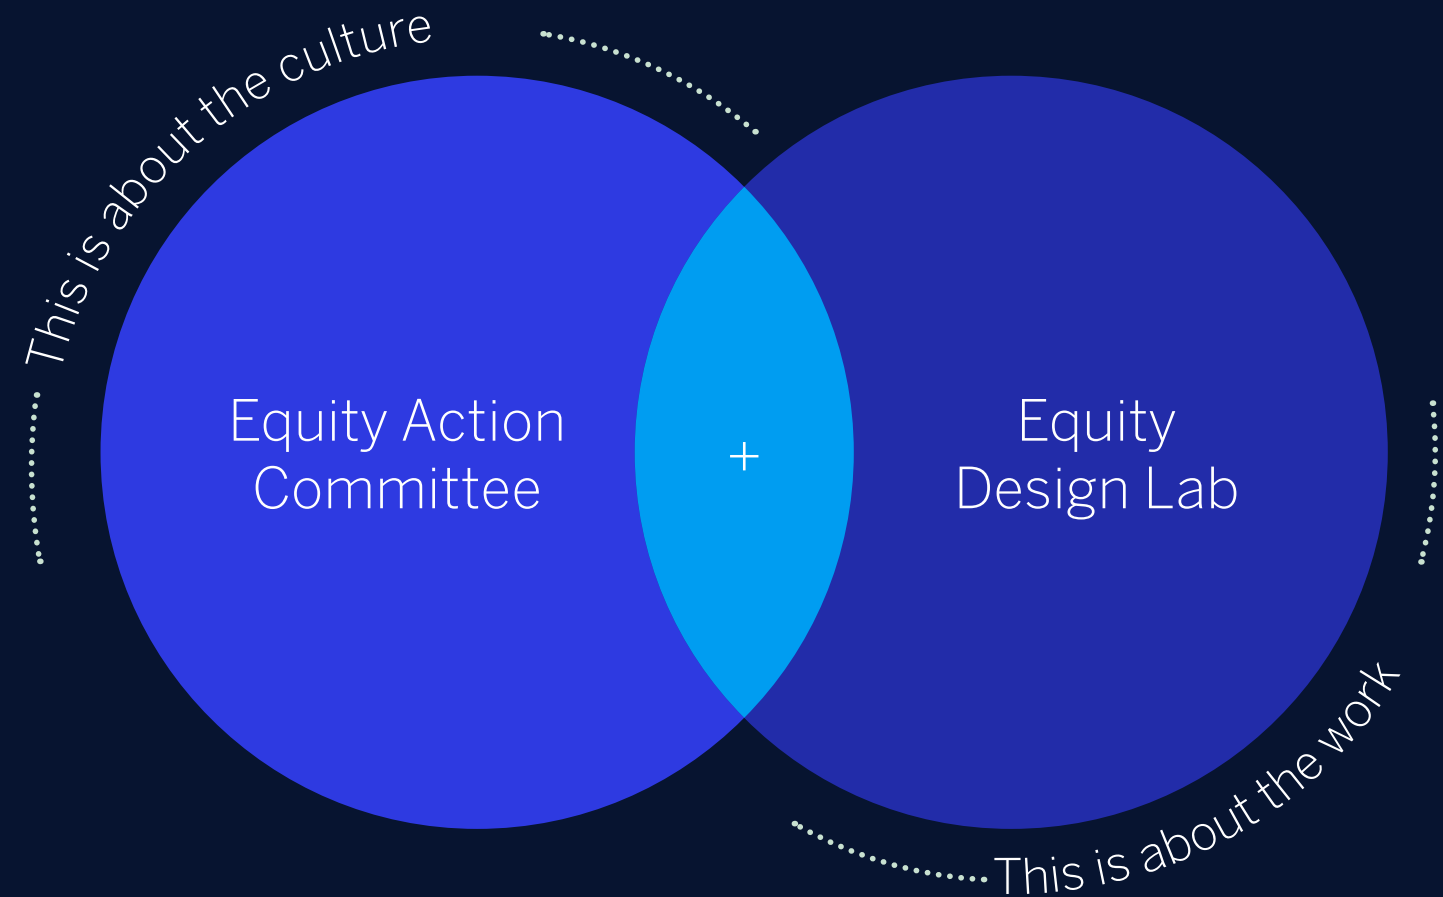 This is about the culture
Equity Action
Committee
+
Equity
Design Lab
This is about the work